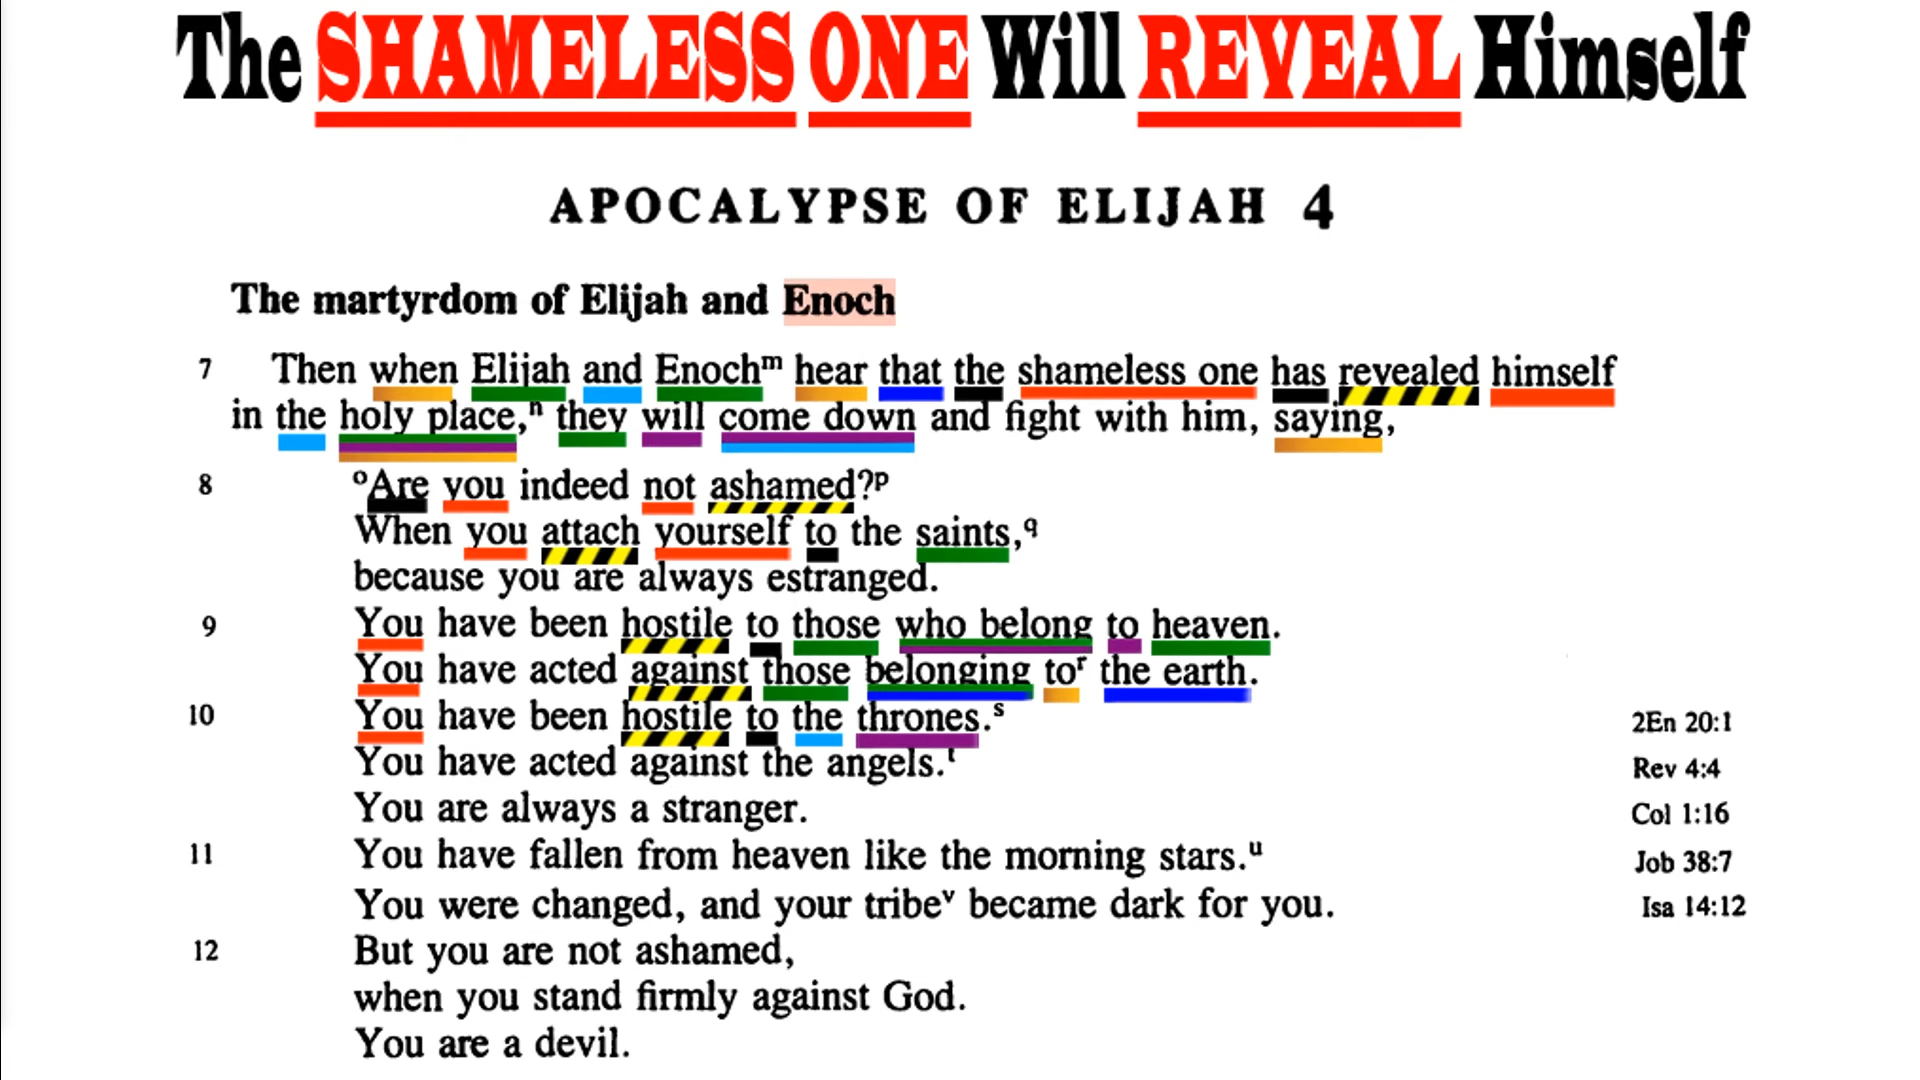 The SHAMELESS ONE Will REVEAL Himself
APOCALYPSE OF ELIJAH 4
The martyrdom of Elijah and Enoch
7 Then when Elijah and Enochᵐ hear that the shameless one has revealed himself
in the holy place,ⁿ they will come down and fight with him, saying,
8 ᵒAre you indeed not ashamed?ᵖ
When you attach yourself to the saints,q
because you are always estranged.
9 You have been hostile to those who belong to heaven.
You have acted against those belonging toʳ the earth.
10 You have been hostile to the thrones.ˢ 2En 20:1
You have acted against the angels.ᵗ Rev 4:4
You are always a stranger. Col 1:16
11 You have fallen from heaven like the morning stars.ᵘ Job 38:7
You were changed, and your tribeᵛ became dark for you. Isa 14:12
12 But you are not ashamed,
when you stand firmly against God.
You are a devil.